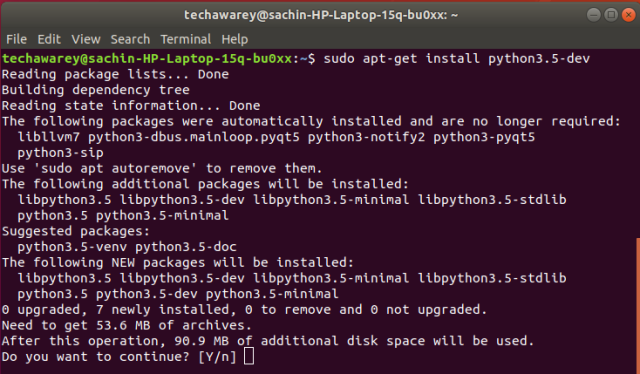 techawarey@sachin-HP-Laptop-15q-bu0xx: ~
File Edit View Search Terminal Help
techawarey@sachin-HP-Laptop-15q-bu0xx:~$ sudo apt-get install python3.5-dev
Reading package lists... Done
Building dependency tree
Reading state information... Done
The following packages were automatically installed and are no longer required:
  libllvm7 python3-dbus.mainloop.pyqt5 python3-notify2 python3-pyqt5
  python3-sip
Use 'sudo apt autoremove' to remove them.
The following additional packages will be installed:
  libpython3.5 libpython3.5-dev libpython3.5-minimal libpython3.5-stdlib
  python3.5 python3.5-minimal
Suggested packages:
  python3.5-venv python3.5-doc
The following NEW packages will be installed:
  libpython3.5 libpython3.5-dev libpython3.5-minimal libpython3.5-stdlib
  python3.5 python3.5-dev python3.5-minimal
0 upgraded, 7 newly installed, 0 to remove and 0 not upgraded.
Need to get 53.6 MB of archives.
After this operation, 90.9 MB of additional disk space will be used.
Do you want to continue? [Y/n]